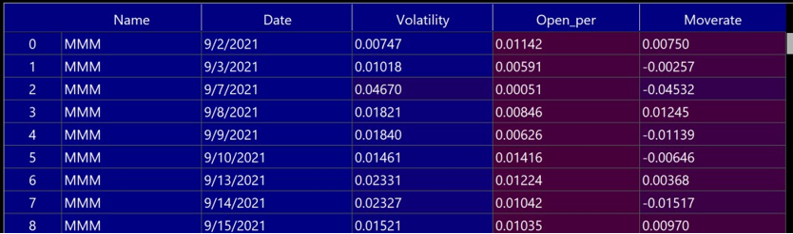 Name Date Volatility Open_per Moverate
0 MMM 9/2/2021 0.00747 0.01142 0.00750
1 MMM 9/3/2021 0.01018 0.00591 -0.00257
2 MMM 9/7/2021 0.04670 0.00051 -0.04532
3 MMM 9/8/2021 0.01821 0.00846 0.01245
4 MMM 9/9/2021 0.01840 0.00626 -0.01139
5 MMM 9/10/2021 0.01461 0.01416 -0.00646
6 MMM 9/13/2021 0.02331 0.01224 0.00368
7 MMM 9/14/2021 0.02327 0.01042 -0.01517
8 MMM 9/15/2021 0.01521 0.01035 0.00970